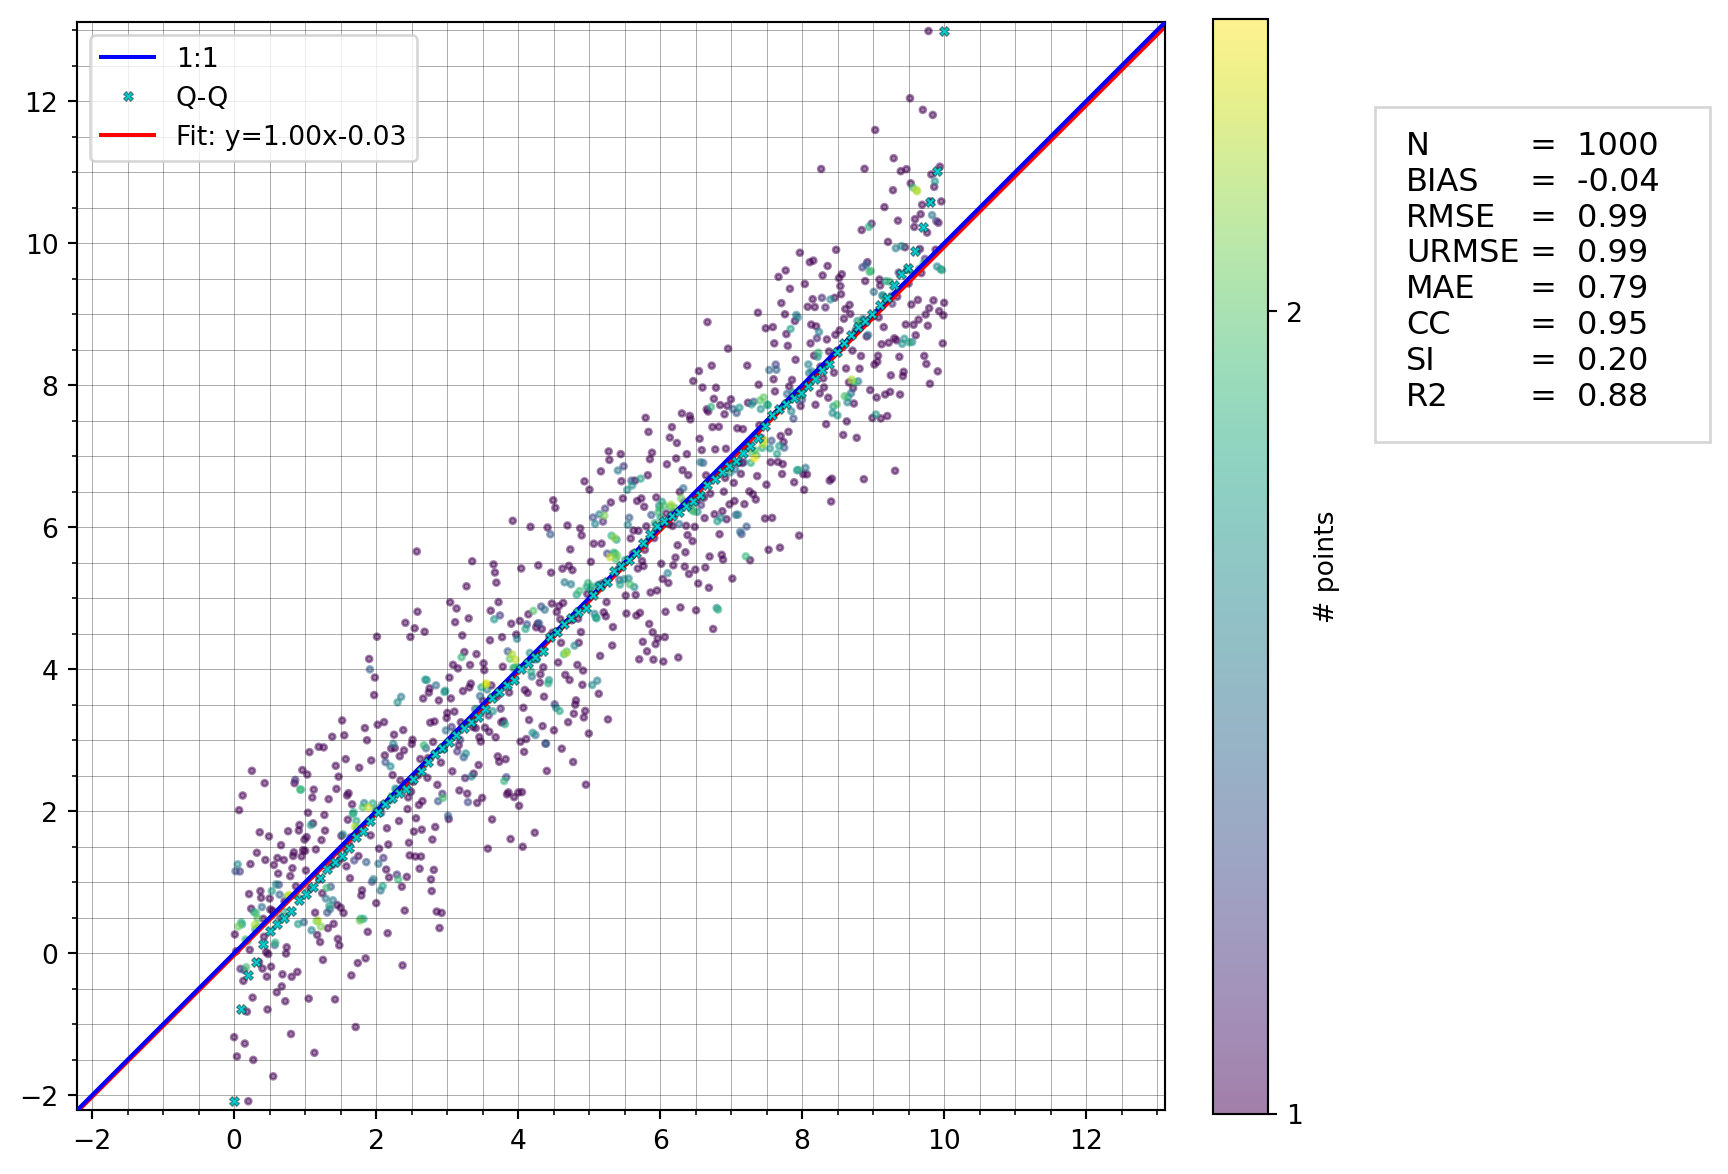 1:1
Q-Q
Fit: y=1.00x-0.03
12
10
8
6
4
2
0
−2
−2 0 2 4 6 8 10 12
2
1
# points
N = 1000
BIAS = -0.04
RMSE = 0.99
URMSE = 0.99
MAE = 0.79
CC = 0.95
SI = 0.20
R2 = 0.88